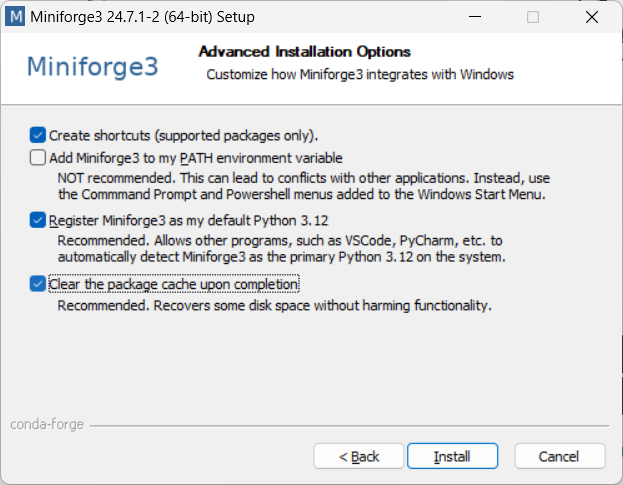 Miniforge3 24.7.1-2 (64-bit) Setup
Miniforge3
Advanced Installation Options
Customize how Miniforge3 integrates with Windows
Create shortcuts (supported packages only).
Add Miniforge3 to my PATH environment variable
NOT recommended. This can lead to conflicts with other applications. Instead, use
the Commmand Prompt and Powershell menus added to the Windows Start Menu.
Register Miniforge3 as my default Python 3.12
Recommended. Allows other programs, such as VSCode, PyCharm, etc. to
automatically detect Miniforge3 as the primary Python 3.12 on the system.
Clear the package cache upon completion
Recommended. Recovers some disk space without harming functionality.
conda-forge
< Back
Install
Cancel